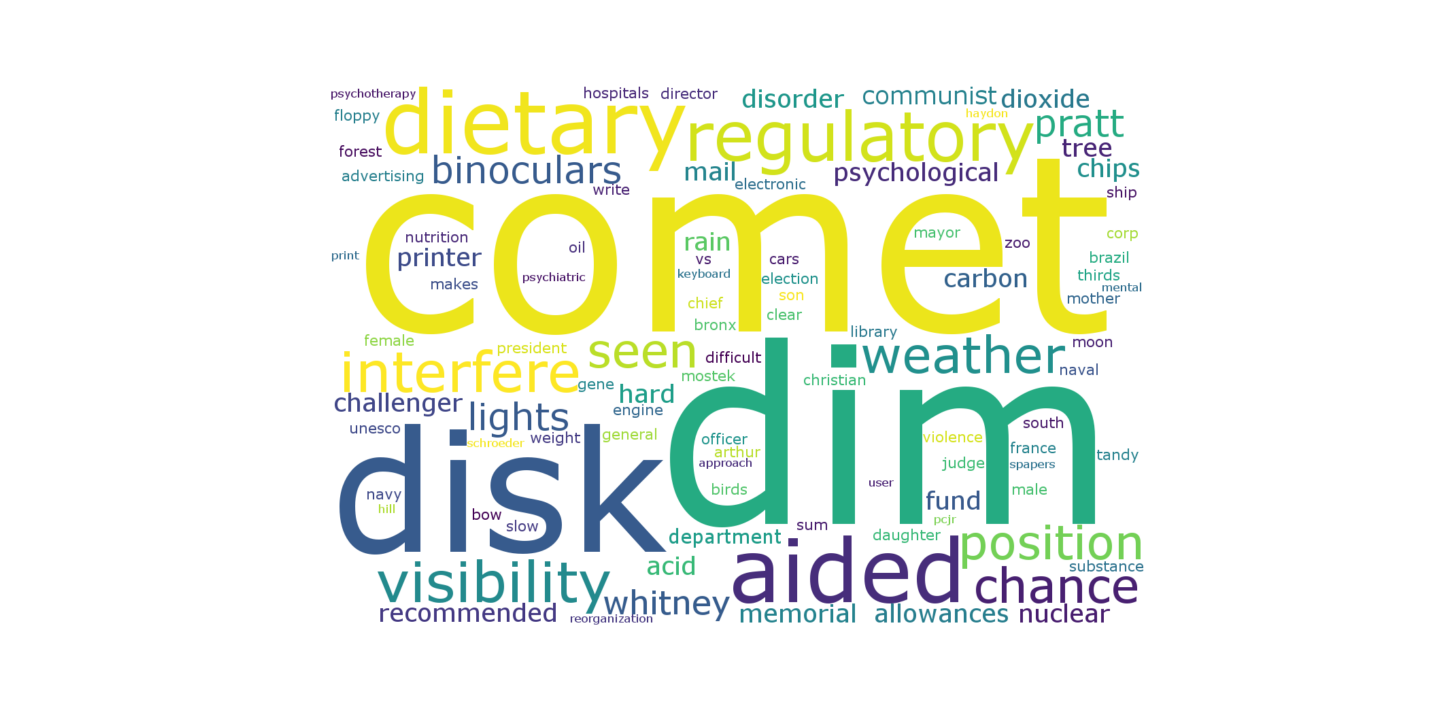 psychotherapy
hospitals
director
disorder
communist
dioxide
floppy
dietary
regulatory
haydon
pratt
forest
tree
advertising
binoculars
mail
psychological
chips
write
electronic
ship
comet
nutrition
oil
rain
mayor
zoo
corp
print
printer
vs
cars
brazil
makes
psychiatric
keyboard
election
carbon
thirds
mental
chief
son
mother
bronx
clear
library
female
president
seen
difficult
weather
moon
interfere
gene
mostek
christian
naval
challenger
lights
hard
engine
dim
unesco
schroeder
weight
general
officer
violence
south
arthur
france
tandy
approach
judge
spapers
disk
navy
birds
user
male
hill
bow
slow
fund
pcjr
sum
department
daughter
position
visibility
acid
aided
substance
chance
recommended
reorganization
whitney
memorial
allowances
nuclear